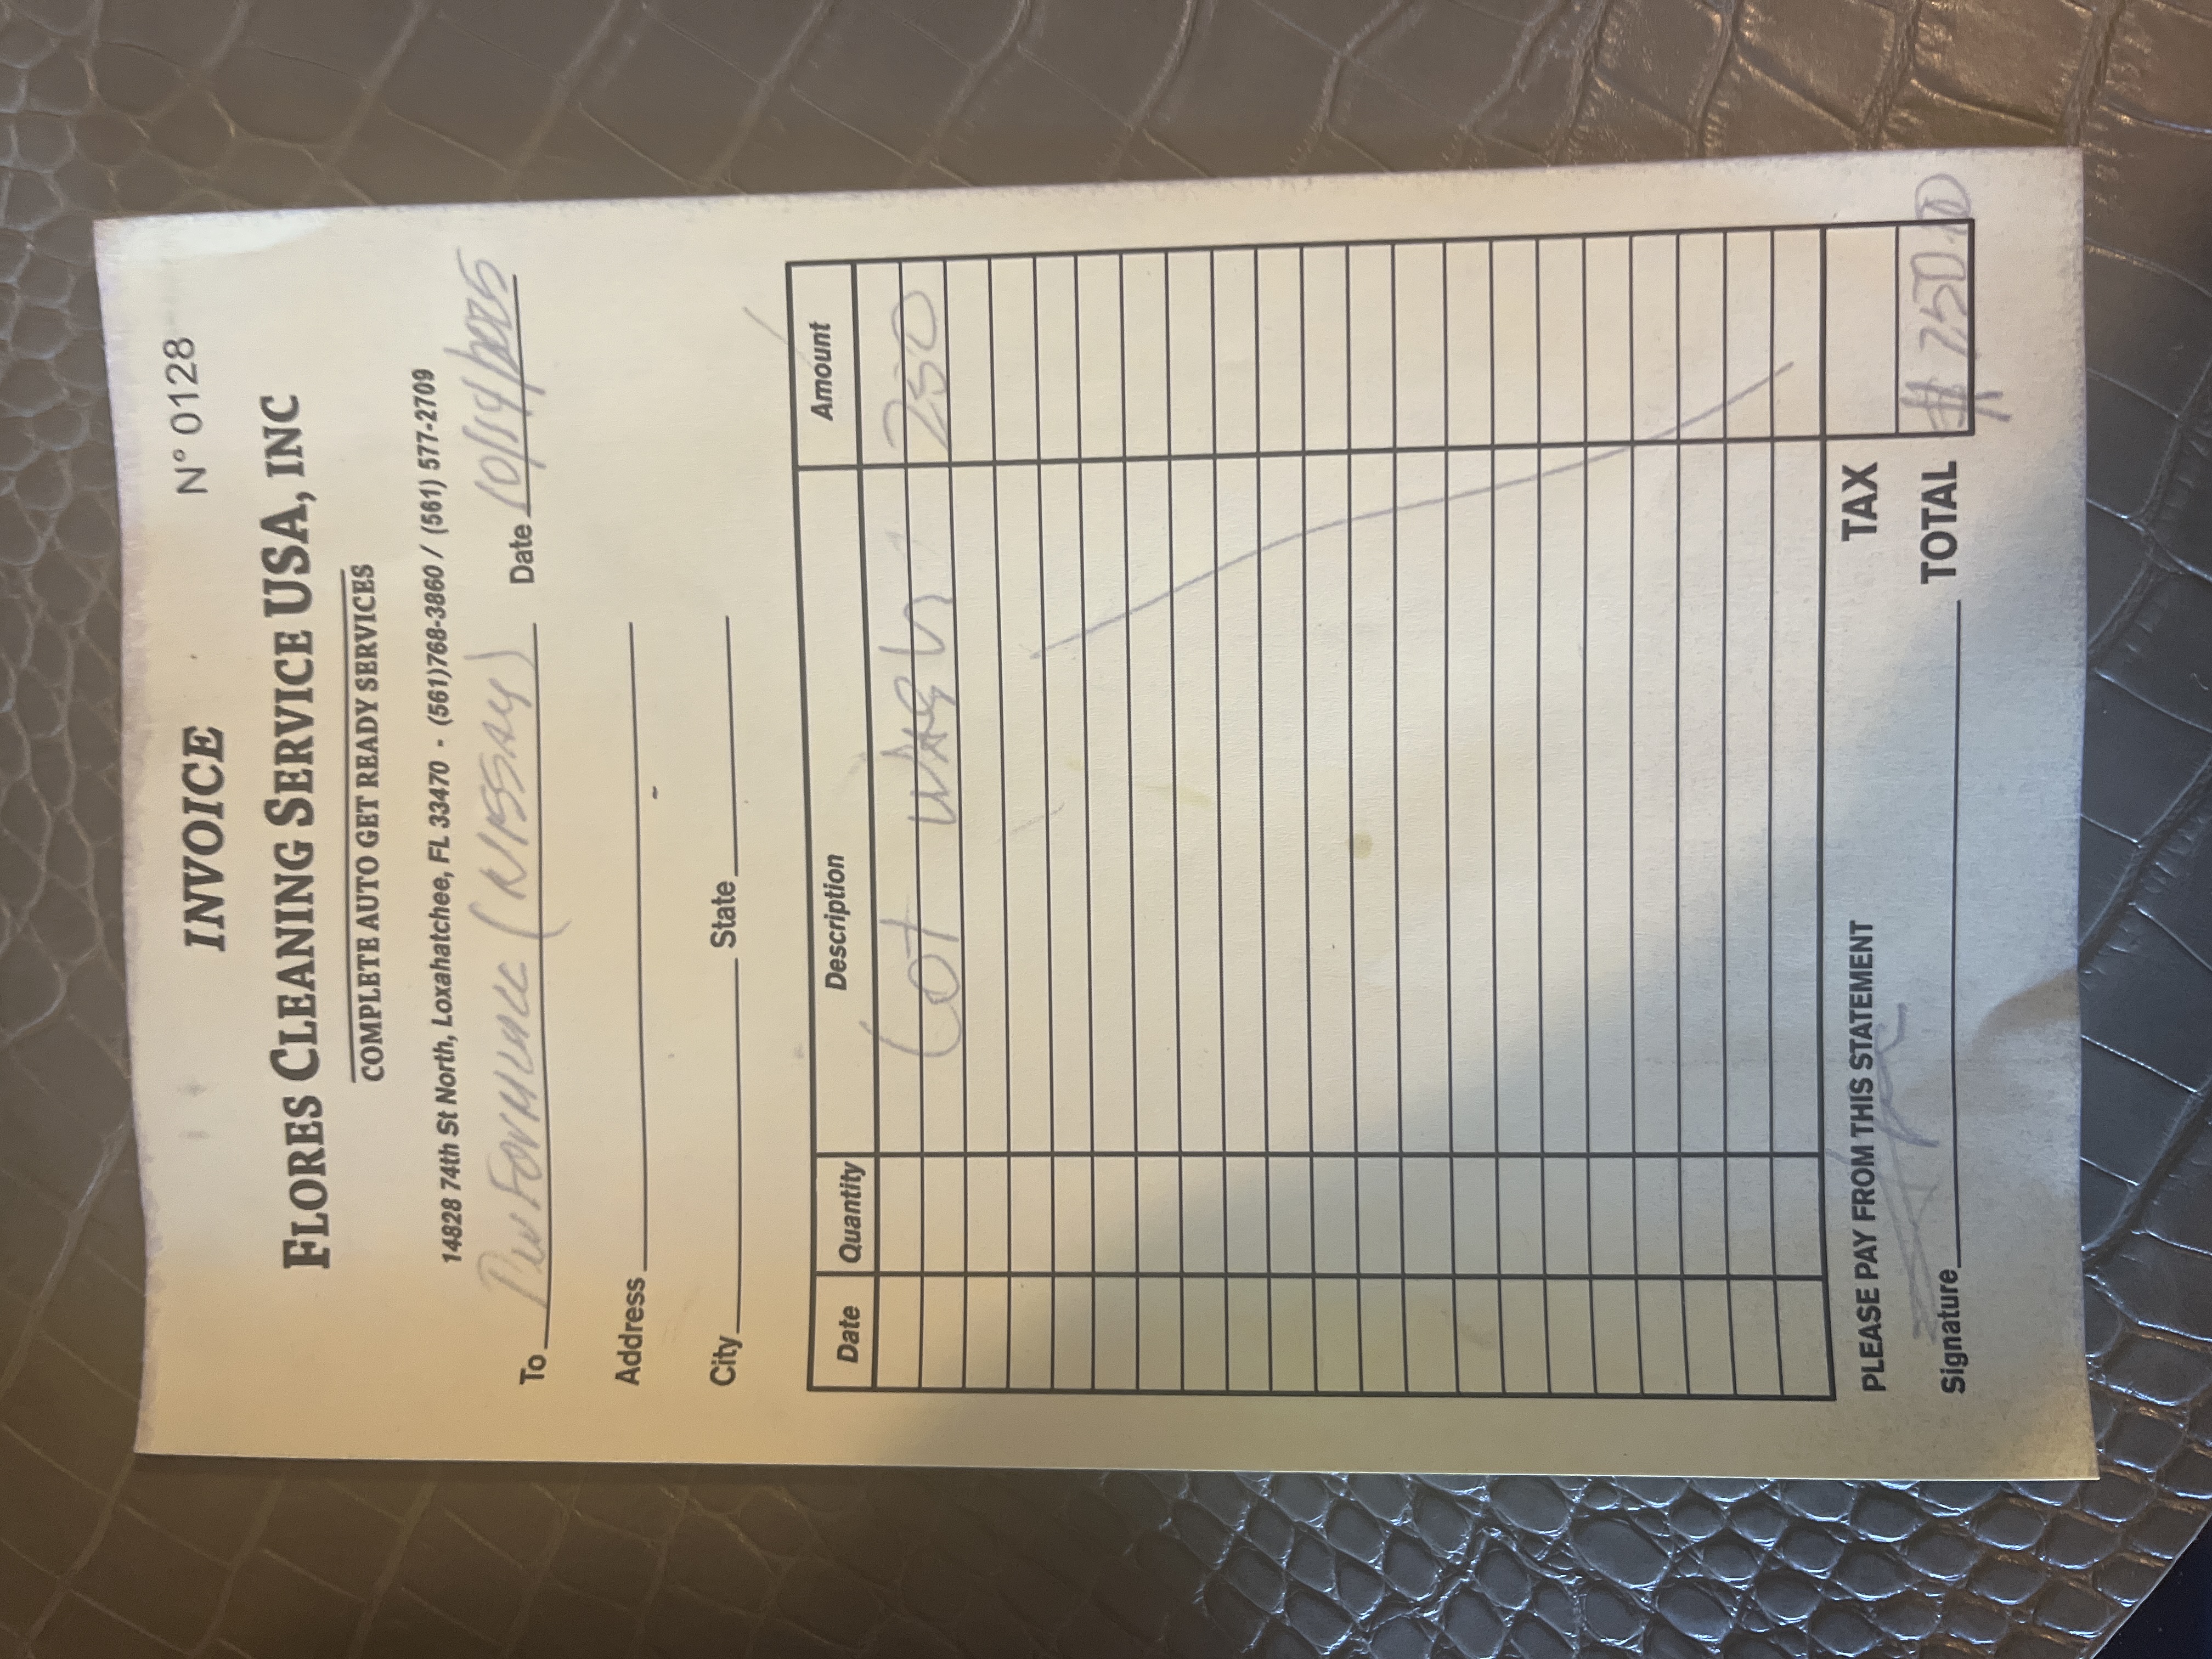 INVOICE N° 0128
FLORES CLEANING SERVICE USA, INC
COMPLETE AUTO GET READY SERVICES
14828 74th St North, Loxahatchee, FL 33470 - (561)768-3860 / (561) 577-2709
To (NISSAN) Date 10/14/2025
Address
City State
Date Quantity Description Amount
Lot Wash 250
PLEASE PAY FROM THIS STATEMENT TAX
Signature TOTAL # 250.00